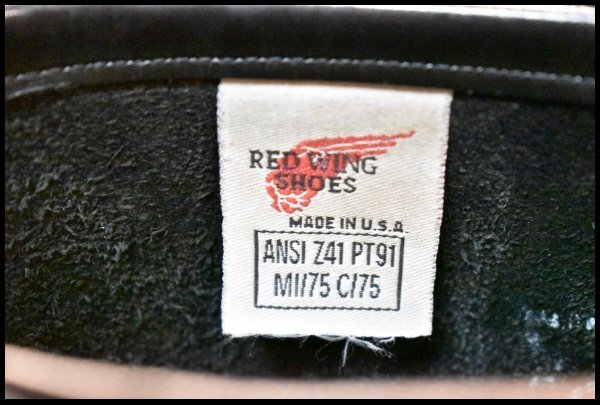 RED WING
SHOES
MADE IN U.S.A.
ANSI Z41 PT91
MI/75 C/75